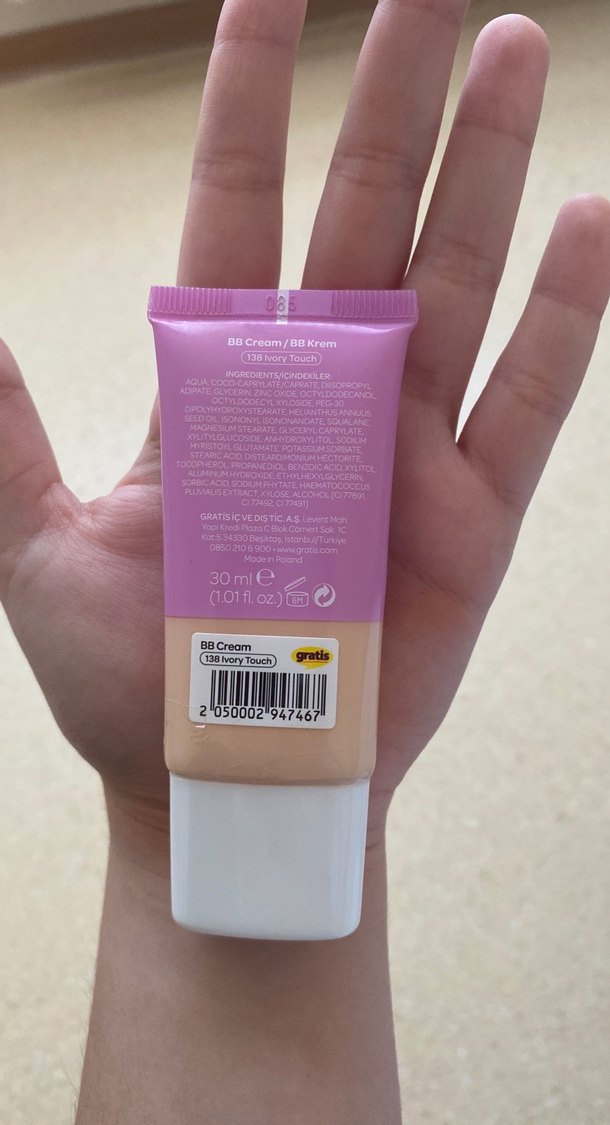 085
BB Cream / BB Krem
138 Ivory Touch
INGREDIENTS/İÇİNDEKİLER:
AQUA, COCO-CAPRYLATE/CAPRATE, DIISOPROPYL
ADIPATE, GLYCERIN, ZINC OXIDE, OCTYLDODECANOL,
OCTYLDODECYL XYLOSIDE, PEG-30
DIPOLYHYDROXYSTEARATE, HELIANTHUS ANNUUS
SEED OIL, ISONONYL ISONONANOATE, SQUALANE,
MAGNESIUM STEARATE, GLYCERYL CAPRYLATE,
XYLITYLGLUCOSIDE, ANHYDROXYLITOL, SODIUM
MYRISTOYL GLUTAMATE, POTASSIUM SORBATE,
STEARIC ACID, DISTEARDIMONIUM HECTORITE,
TOCOPHEROL, PROPANEDIOL, BENZOIC ACID, XYLITOL,
ALUMINUM HYDROXIDE, ETHYLHEXYLGLYCERIN,
SORBIC ACID, SODIUM PHYTATE, HAEMATOCOCCUS
PLUVIALIS EXTRACT, XYLOSE, ALCOHOL [CI 77891,
CI 77492, CI 77491]
GRATİS İÇ VE DIŞ TİC. A.Ş. Levent Mah.
Yapı Kredi Plaza C Blok Cömert Sok. 1C
Kat:5 34330 Beşiktaş, İstanbul/Türkiye
0850 210 6 900 • www.gratis.com
Made in Poland
30 ml e
(1.01 fl. oz.) 6M
BB Cream
138 Ivory Touch
gratis
2 050002 947467